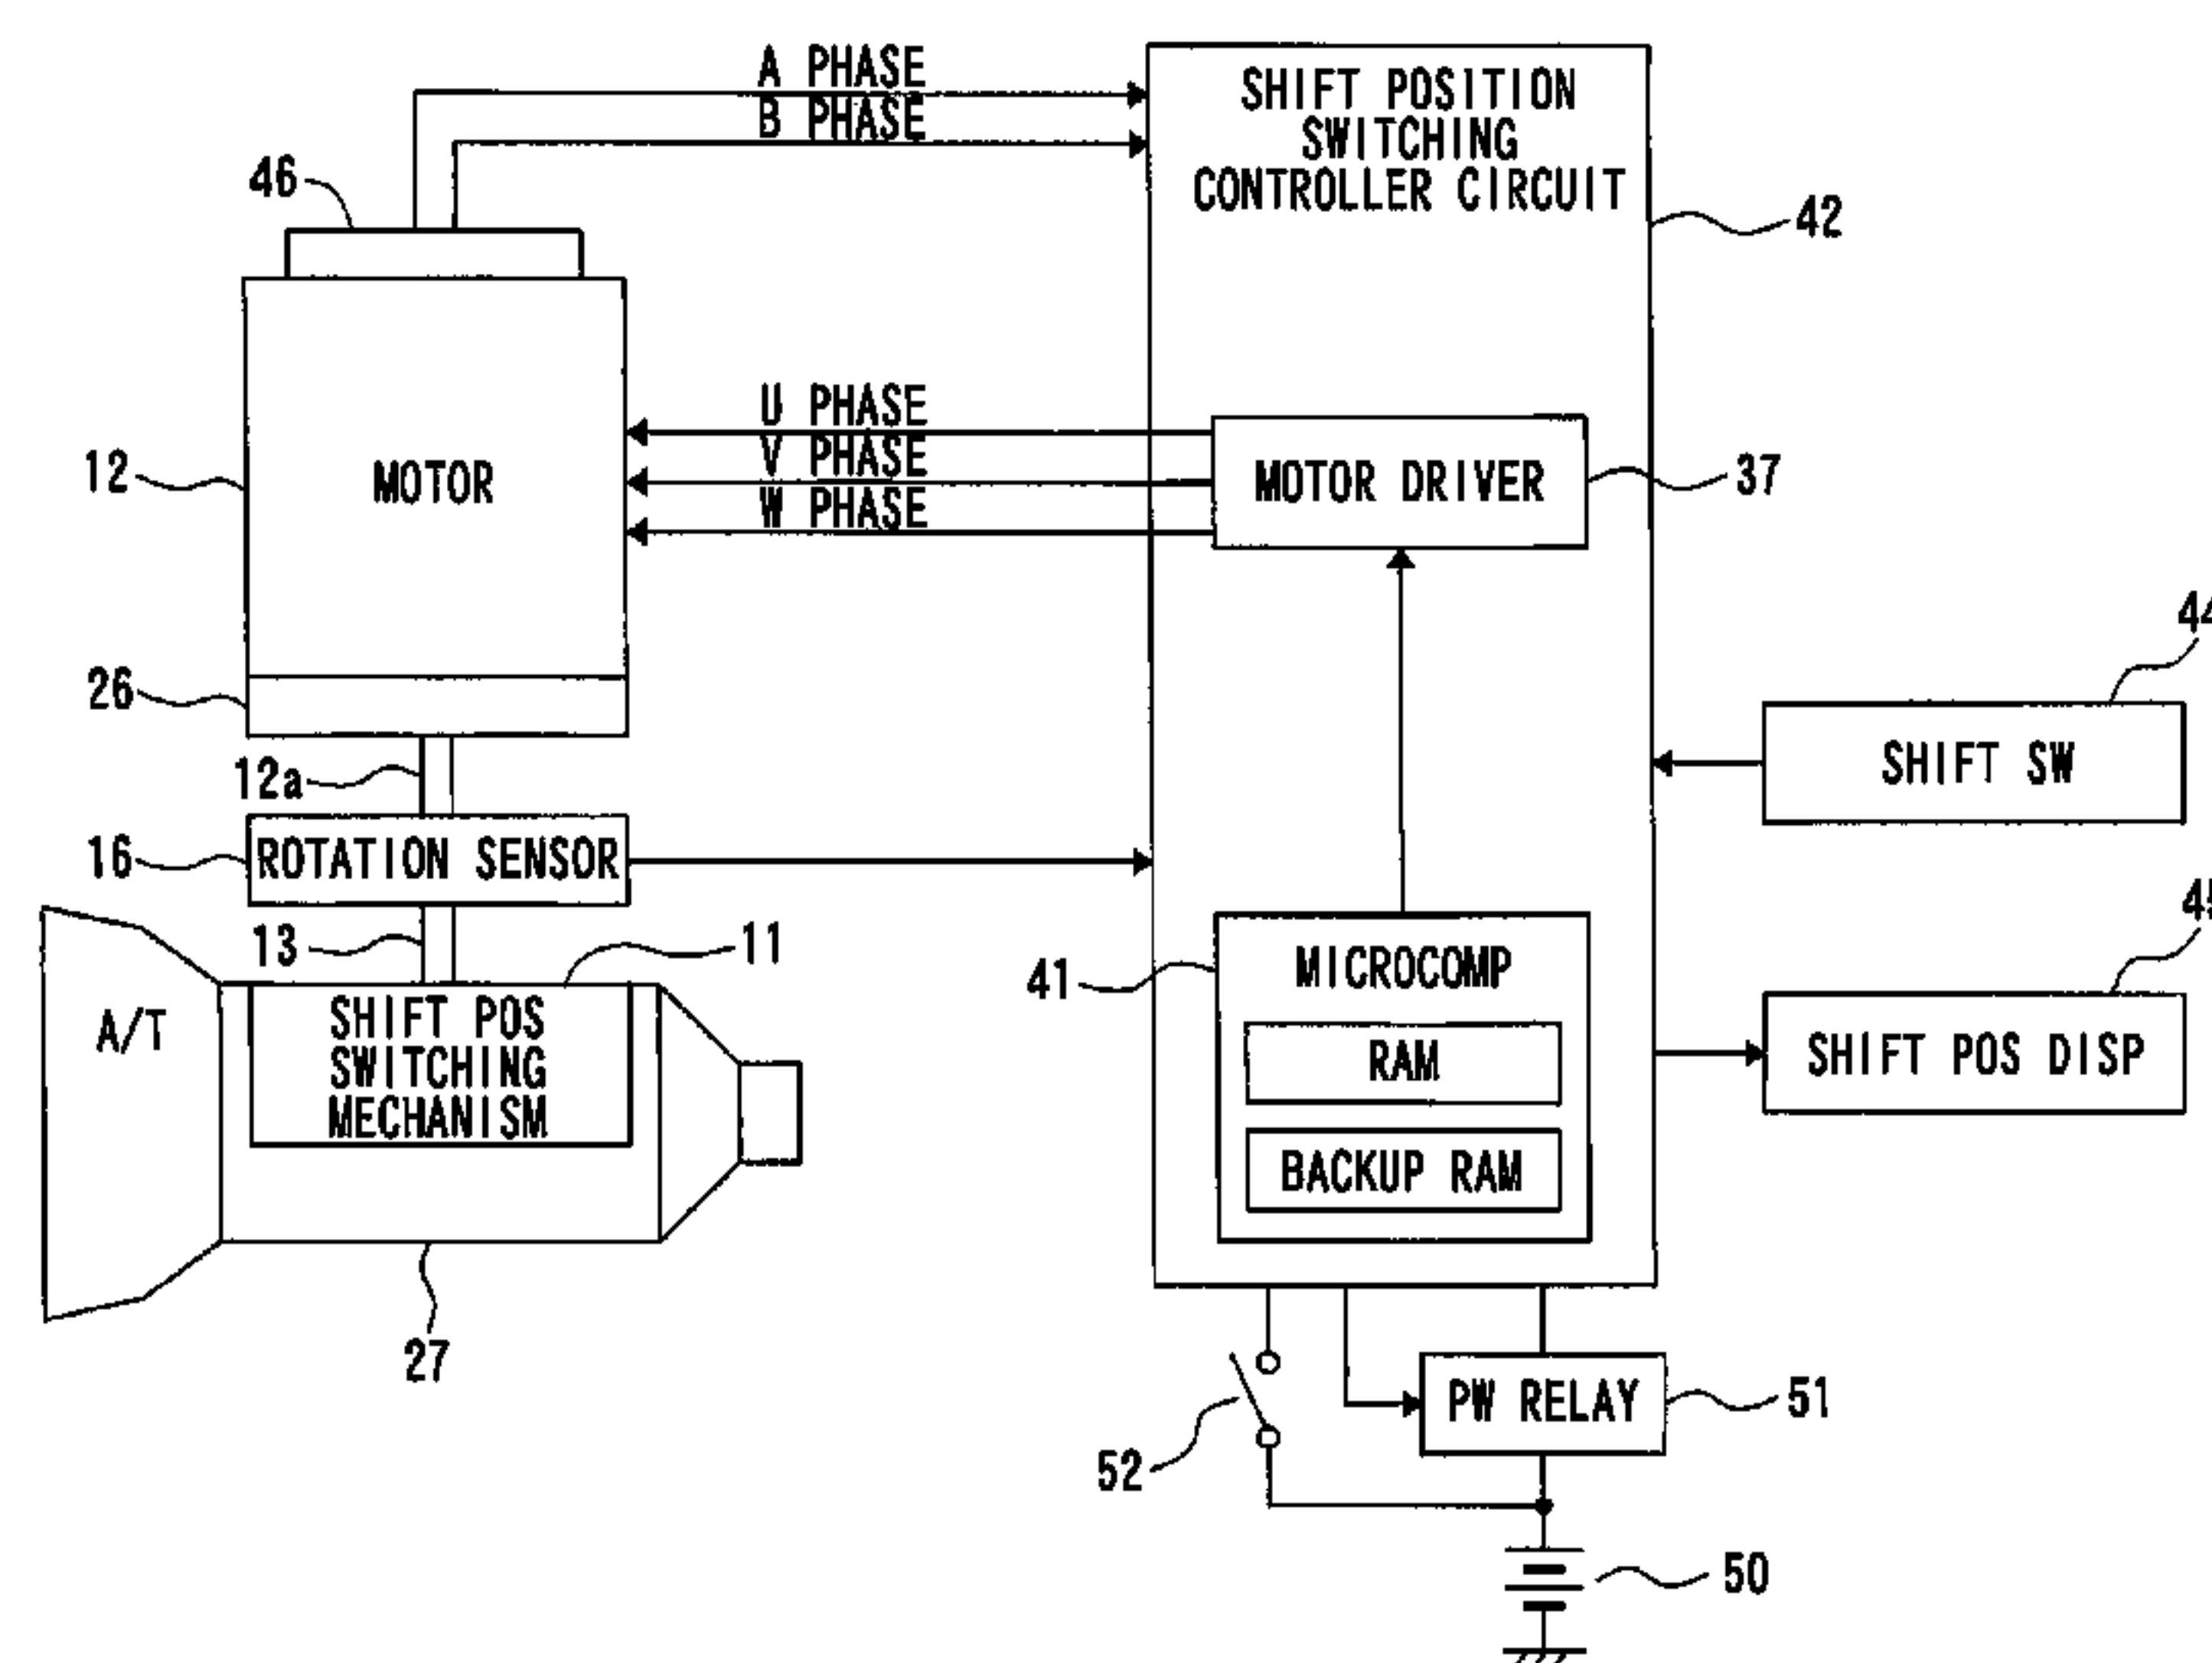 A PHASE
B PHASE
SHIFT POSITION
SWITCHING
CONTROLLER CIRCUIT
46
42
U PHASE
V PHASE
W PHASE
12
MOTOR
MOTOR DRIVER
37
44
26
12a
SHIFT SW
16
ROTATION SENSOR
13
11
41
MICROCOMP
A/T
SHIFT POS
SWITCHING
MECHANISM
RAM
SHIFT POS DISP
BACKUP RAM
27
PW RELAY
51
52
50